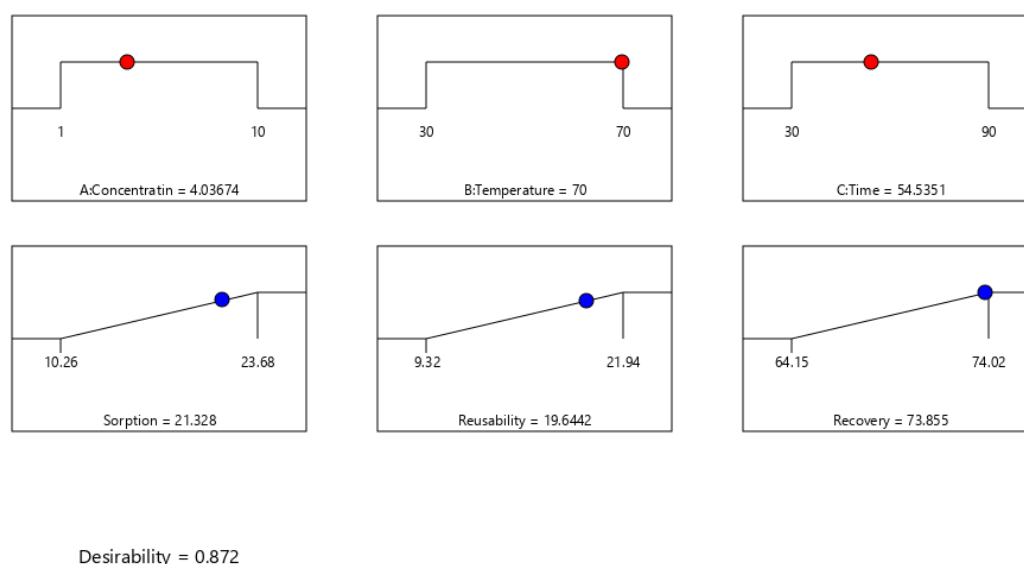 1 10
A:Concentratin = 4.03674
30 70
B:Temperature = 70
30 90
C:Time = 54.5351
10.26 23.68
Sorption = 21.328
9.32 21.94
Reusability = 19.6442
64.15 74.02
Recovery = 73.855
Desirability = 0.872